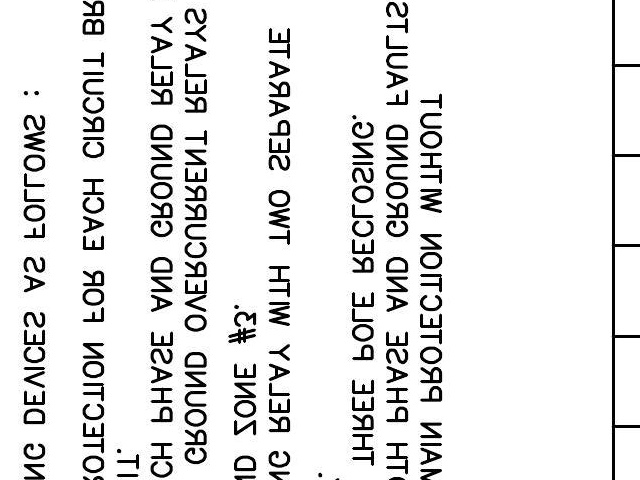 NG DEVICES AS FOLLOWS :
ROTECTION FOR EACH CIRCUIT BR
IT.
CH PHASE AND GROUND RELAY
GROUND OVERCURRENT RELAYS
ND ZONE #3.
NG RELAY WITH TWO SEPARATE
.
THREE POLE RECLOSING.
OTH PHASE AND GROUND FAULTS
MAIN PROTECTION WITHOUT